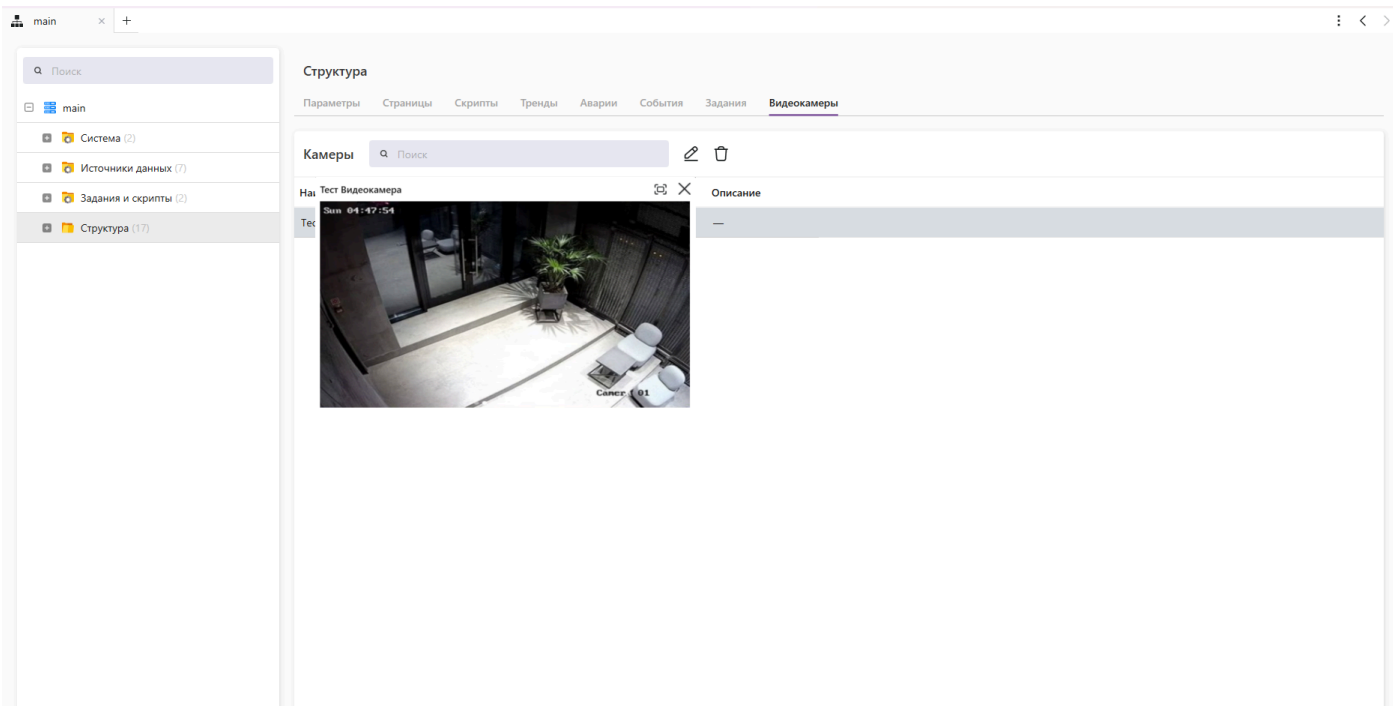 main
Поиск
main
Система (2)
Источники данных (7)
Задания и скрипты (2)
Структура (17)
Структура
Параметры Страницы Скрипты Тренды Аварии События Задания Видеокамеры
Камеры Поиск
Тест Видеокамера Описание
Sun 04:47:54
—
01